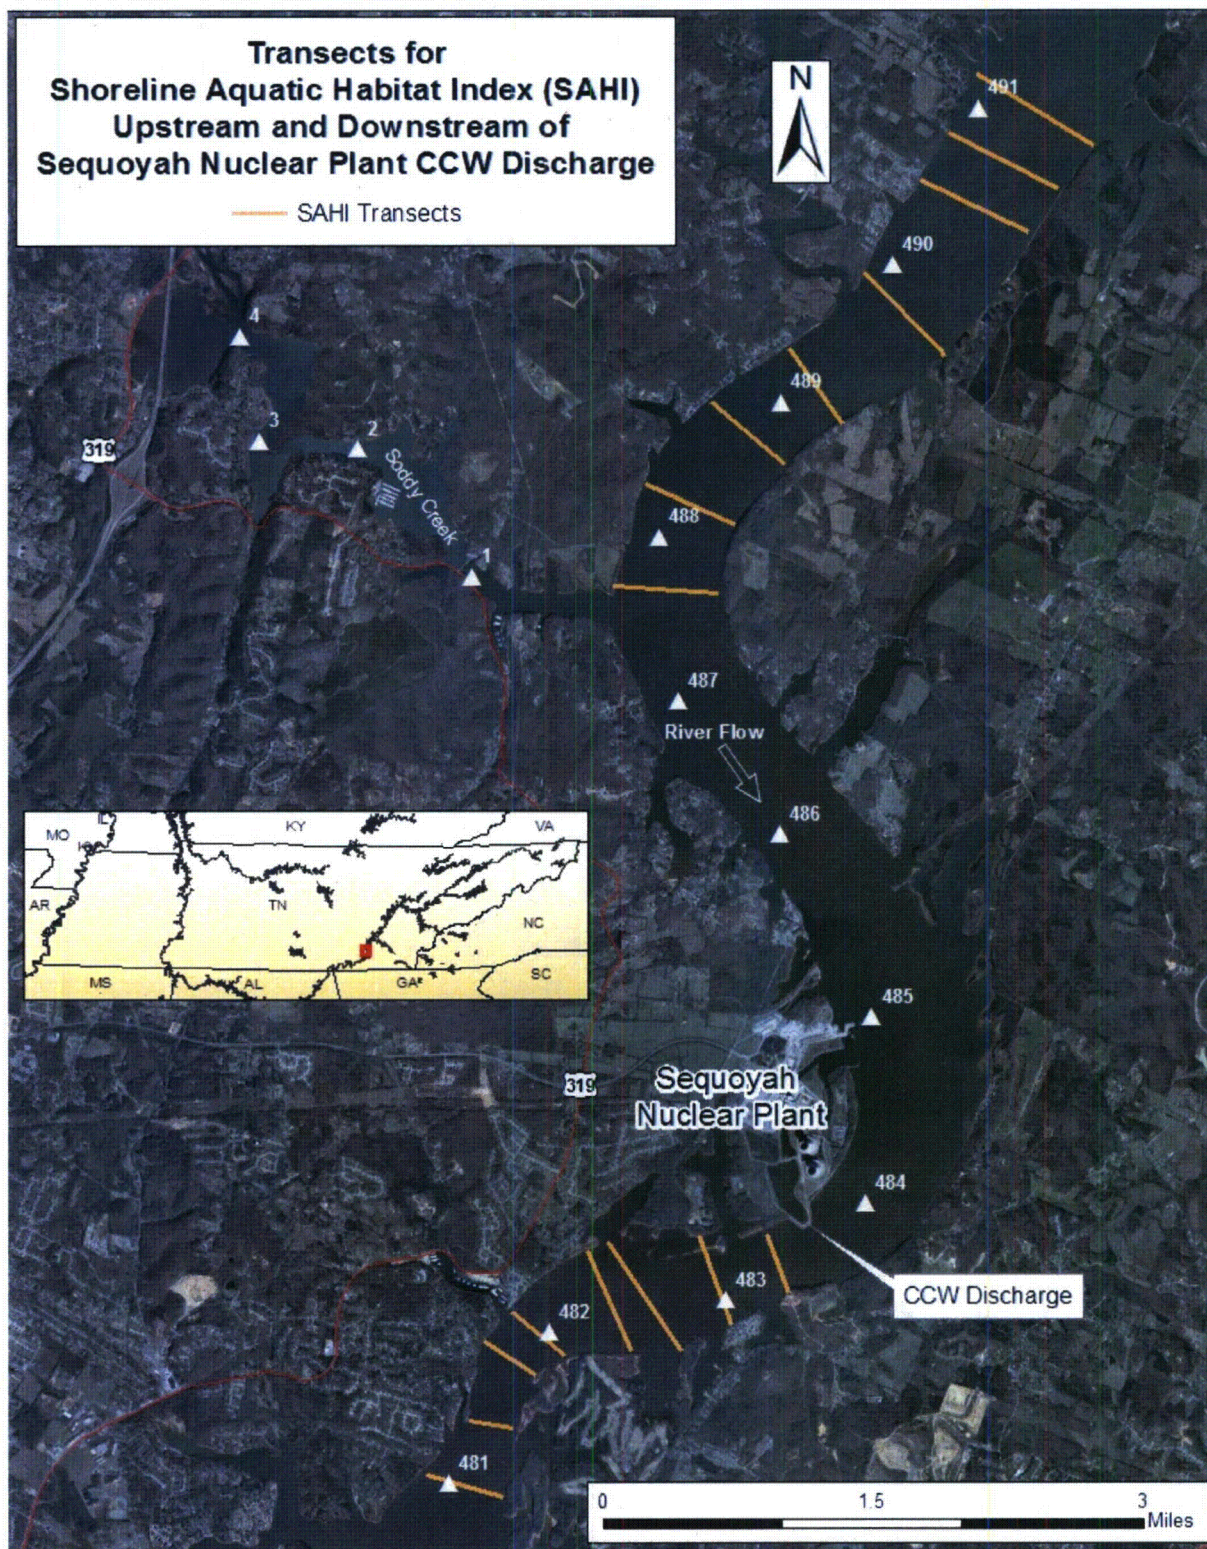 Transects for
Shoreline Aquatic Habitat Index (SAHI)
Upstream and Downstream of
Sequoyah Nuclear Plant CCW Discharge
SAHI Transects
N
491
490
4
489
3
2
319
Soddy Creek
488
1
487
River Flow
486
MO
IL
KY
VA
AR
TN
NC
MS
AL
GA
SC
485
319
Sequoyah
Nuclear Plant
484
483
CCW Discharge
482
481
0
1.5
3
Miles